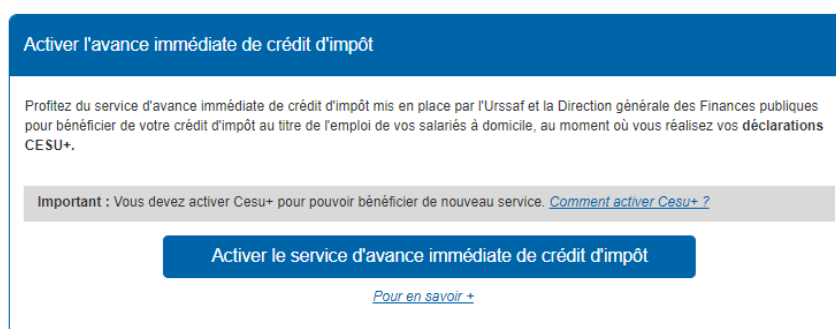 Activer l'avance immédiate de crédit d'impôt
Profitez du service d'avance immédiate de crédit d'impôt mis en place par l'Urssaf et la Direction générale des Finances publiques
pour bénéficier de votre crédit d'impôt au titre de l'emploi de vos salariés à domicile, au moment où vous réalisez vos déclarations
CESU+.
Important : Vous devez activer Cesu+ pour pouvoir bénéficier de nouveau service. Comment activer Cesu+ ?
Activer le service d'avance immédiate de crédit d'impôt
Pour en savoir +